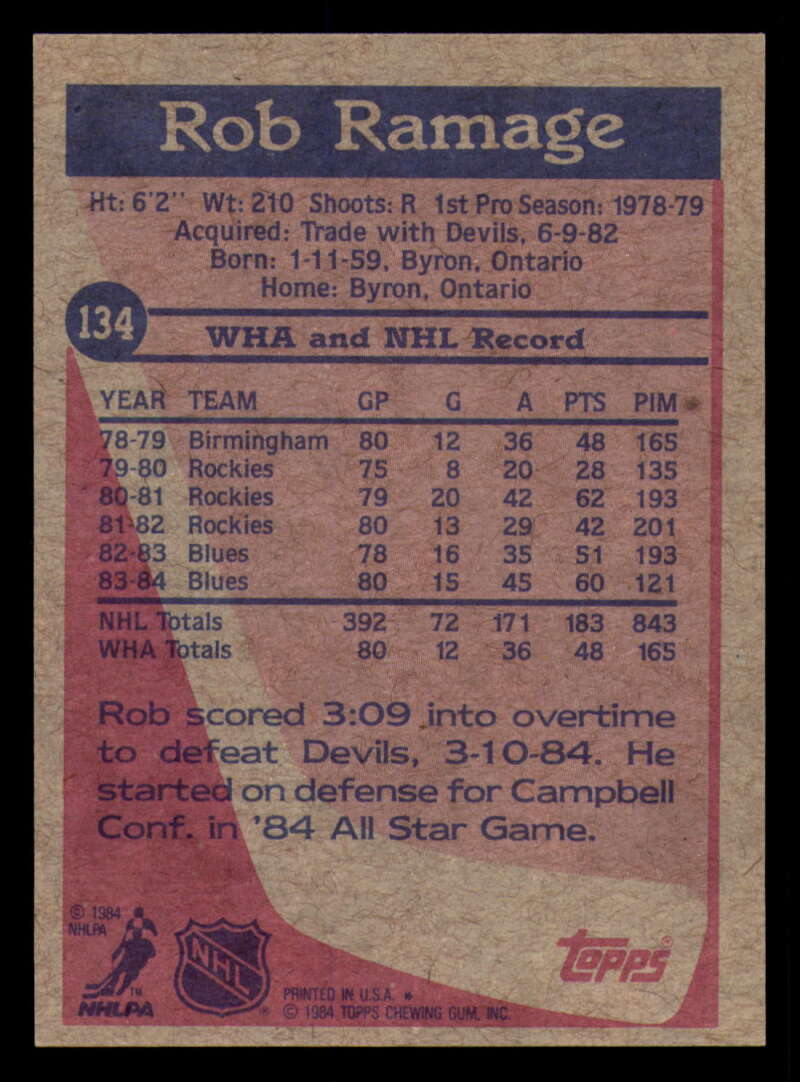 Rob Ramage
Ht: 6'2" Wt: 210 Shoots: R 1st Pro Season: 1978-79
Acquired: Trade with Devils, 6-9-82
Born: 1-11-59, Byron, Ontario
Home: Byron, Ontario
134
WHA and NHL Record
YEAR TEAM GP G A PTS PIM
78-79 Birmingham 80 12 36 48 165
79-80 Rockies 75 8 20 28 135
80-81 Rockies 79 20 42 62 193
81-82 Rockies 80 13 29 42 201
82-83 Blues 78 16 35 51 193
83-84 Blues 80 15 45 60 121
NHL Totals 392 72 171 183 843
WHA Totals 80 12 36 48 165
Rob scored 3:09 into overtime
to defeat Devils, 3-10-84. He
started on defense for Campbell
Conf. in '84 All Star Game.
© 1984
NHLPA
TM
NHLPA
NHL
®
PRINTED IN U.S.A. *
© 1984 TOPPS CHEWING GUM, INC.
topps®